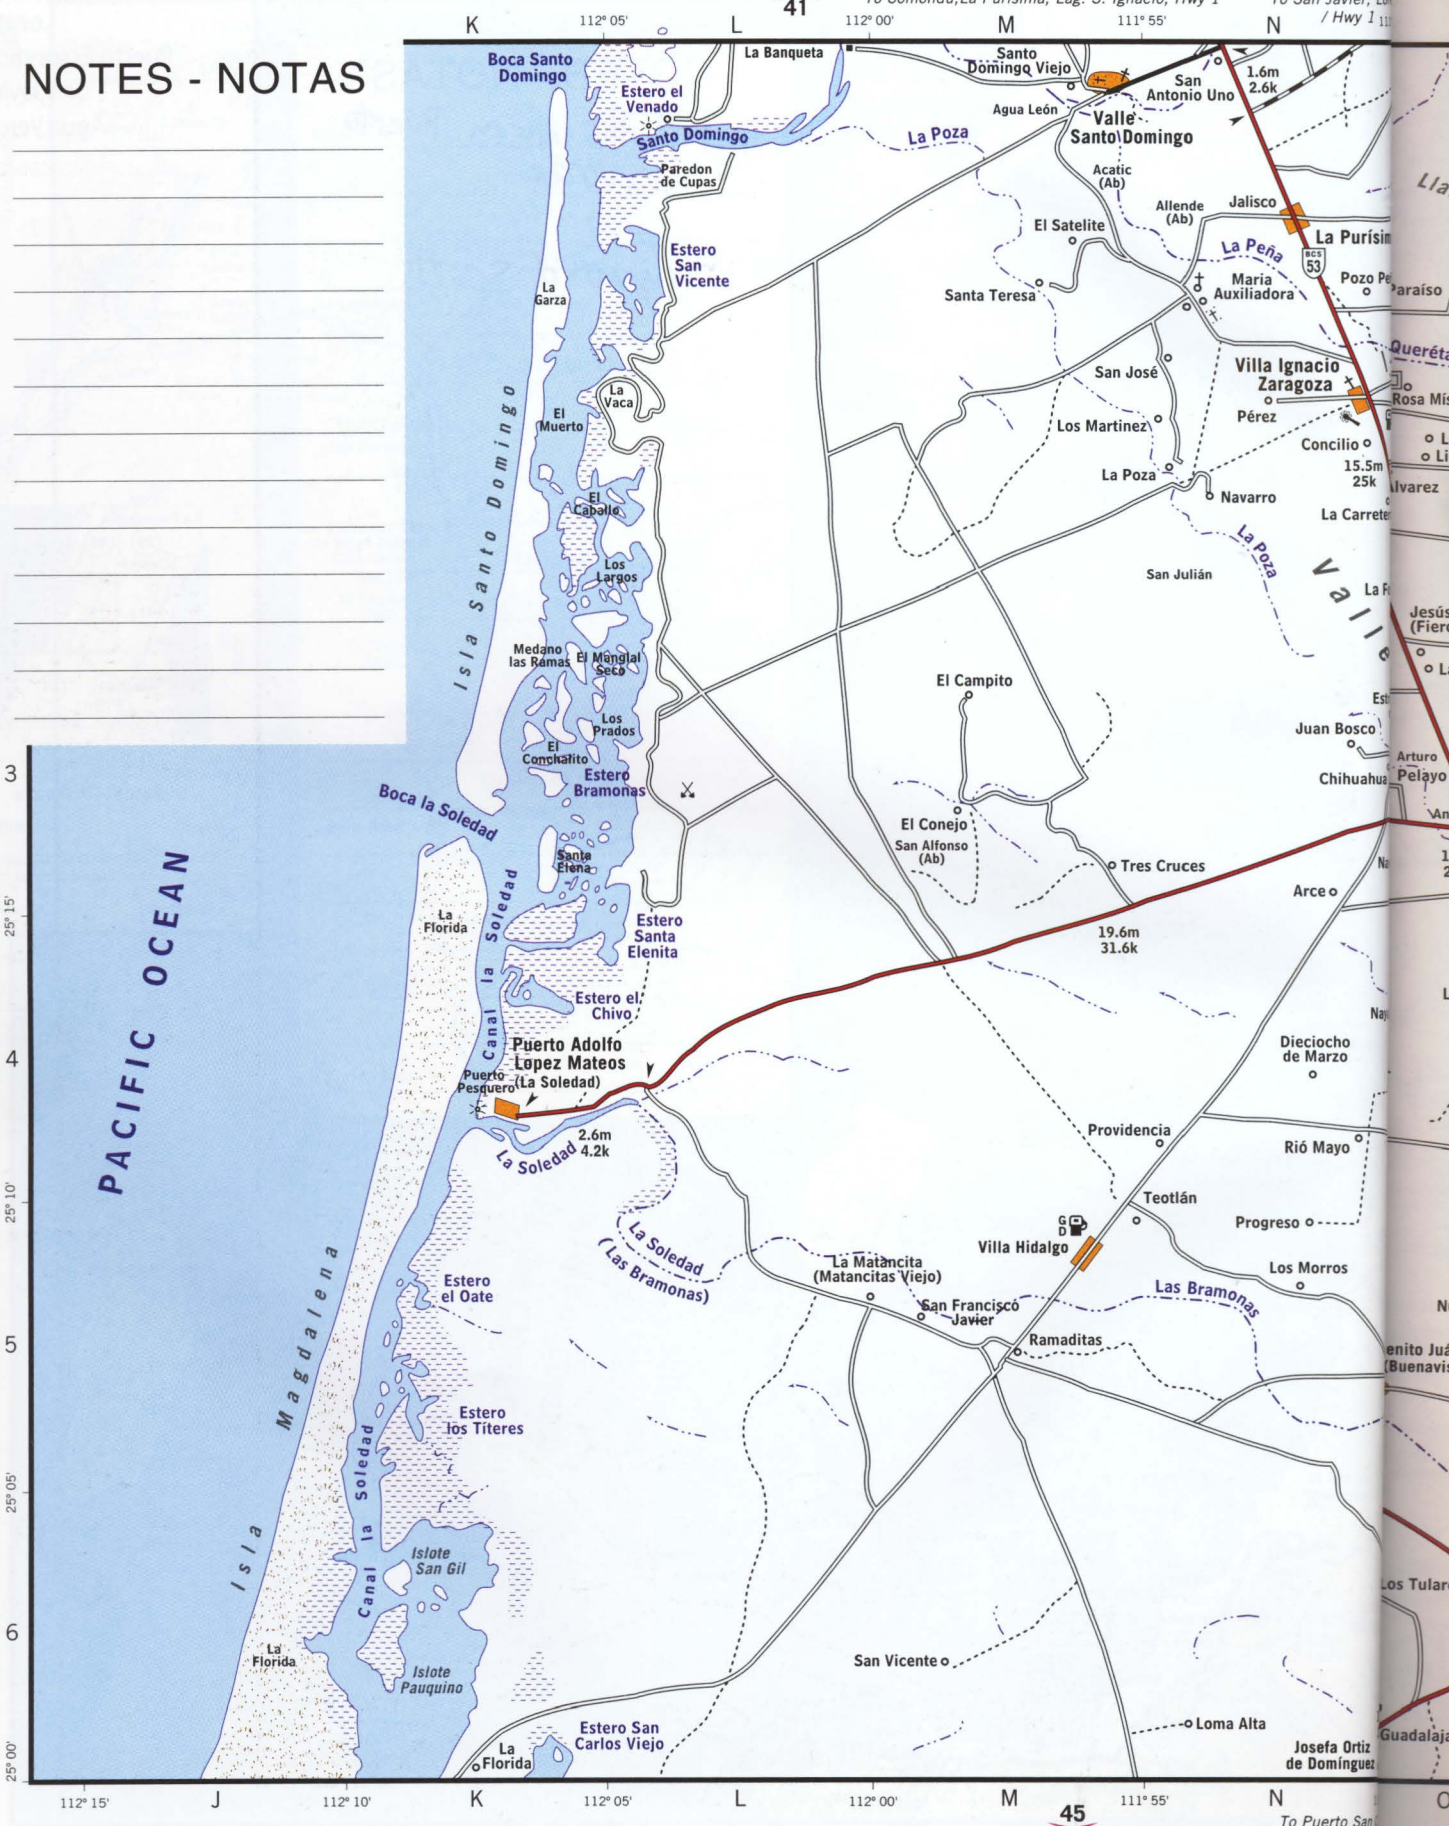 K
112° 05'
L
41
112° 00'
M
111° 55'
N
/ Hwy 1
NOTES - NOTAS
Boca Santo
Domingo
La Banqueta
Santo
Domingo Viejo
San
Antonio Uno
1.6m
2.6k
Estero el
Venado
Agua León
Valle
Santo Domingo
Santo Domingo
La Poza
Paredon
de Cupas
Acatic
(Ab)
Allende
(Ab)
Jalisco
El Satelite
La Peña
BCS
53
Estero
San
Vicente
La
Garza
Santa Teresa
Maria
Auxiliadora
Paraíso
San José
Villa Ignacio
Zaragoza
La
Vaca
El
Muerto
Los Martinez
Pérez
Concilio
15.5m
25k
Isla Santo Domingo
El
Caballo
La Poza
Navarro
La Poza
Los
Largos
San Julián
Valle
Jesús
Medano
las Ramas
El Manglal
Seco
El Campito
Los
Prados
El
Conchalito
Juan Bosco
Arturo
Pelayo
Chihuahua
3
Estero
Bramonas
Boca la Soledad
El Conejo
San Alfonso
(Ab)
Tres Cruces
Santa
Elena
Arce
PACIFIC OCEAN
25° 15'
La
Florida
Canal la Soledad
Estero
Santa
Elenita
19.6m
31.6k
Estero el
Chivo
4
Puerto Adolfo
Lopez Mateos
(La Soledad)
Puerto
Pesquero
Dieciocho
de Marzo
2.6m
4.2k
La Soledad
Providencia
Rió Mayo
25° 10'
Teotlán
G
D
Villa Hidalgo
Progreso
La Soledad
(Las Bramonas)
La Matancita
(Matancitas Viejo)
Los Morros
Estero
el Oate
San Francisco
Javier
Las Bramonas
5
Ramaditas
Isla Magdalena
Estero
los Titeres
25° 05'
Canal la Soledad
Islote
San Gil
6
La
Florida
San Vicente
Islote
Pauquino
Estero San
Carlos Viejo
Loma Alta
La
Florida
Josefa Ortiz
de Domínguez
25° 00'
112° 15'
J
112° 10'
K
112° 05'
L
112° 00'
M
45
111° 55'
N